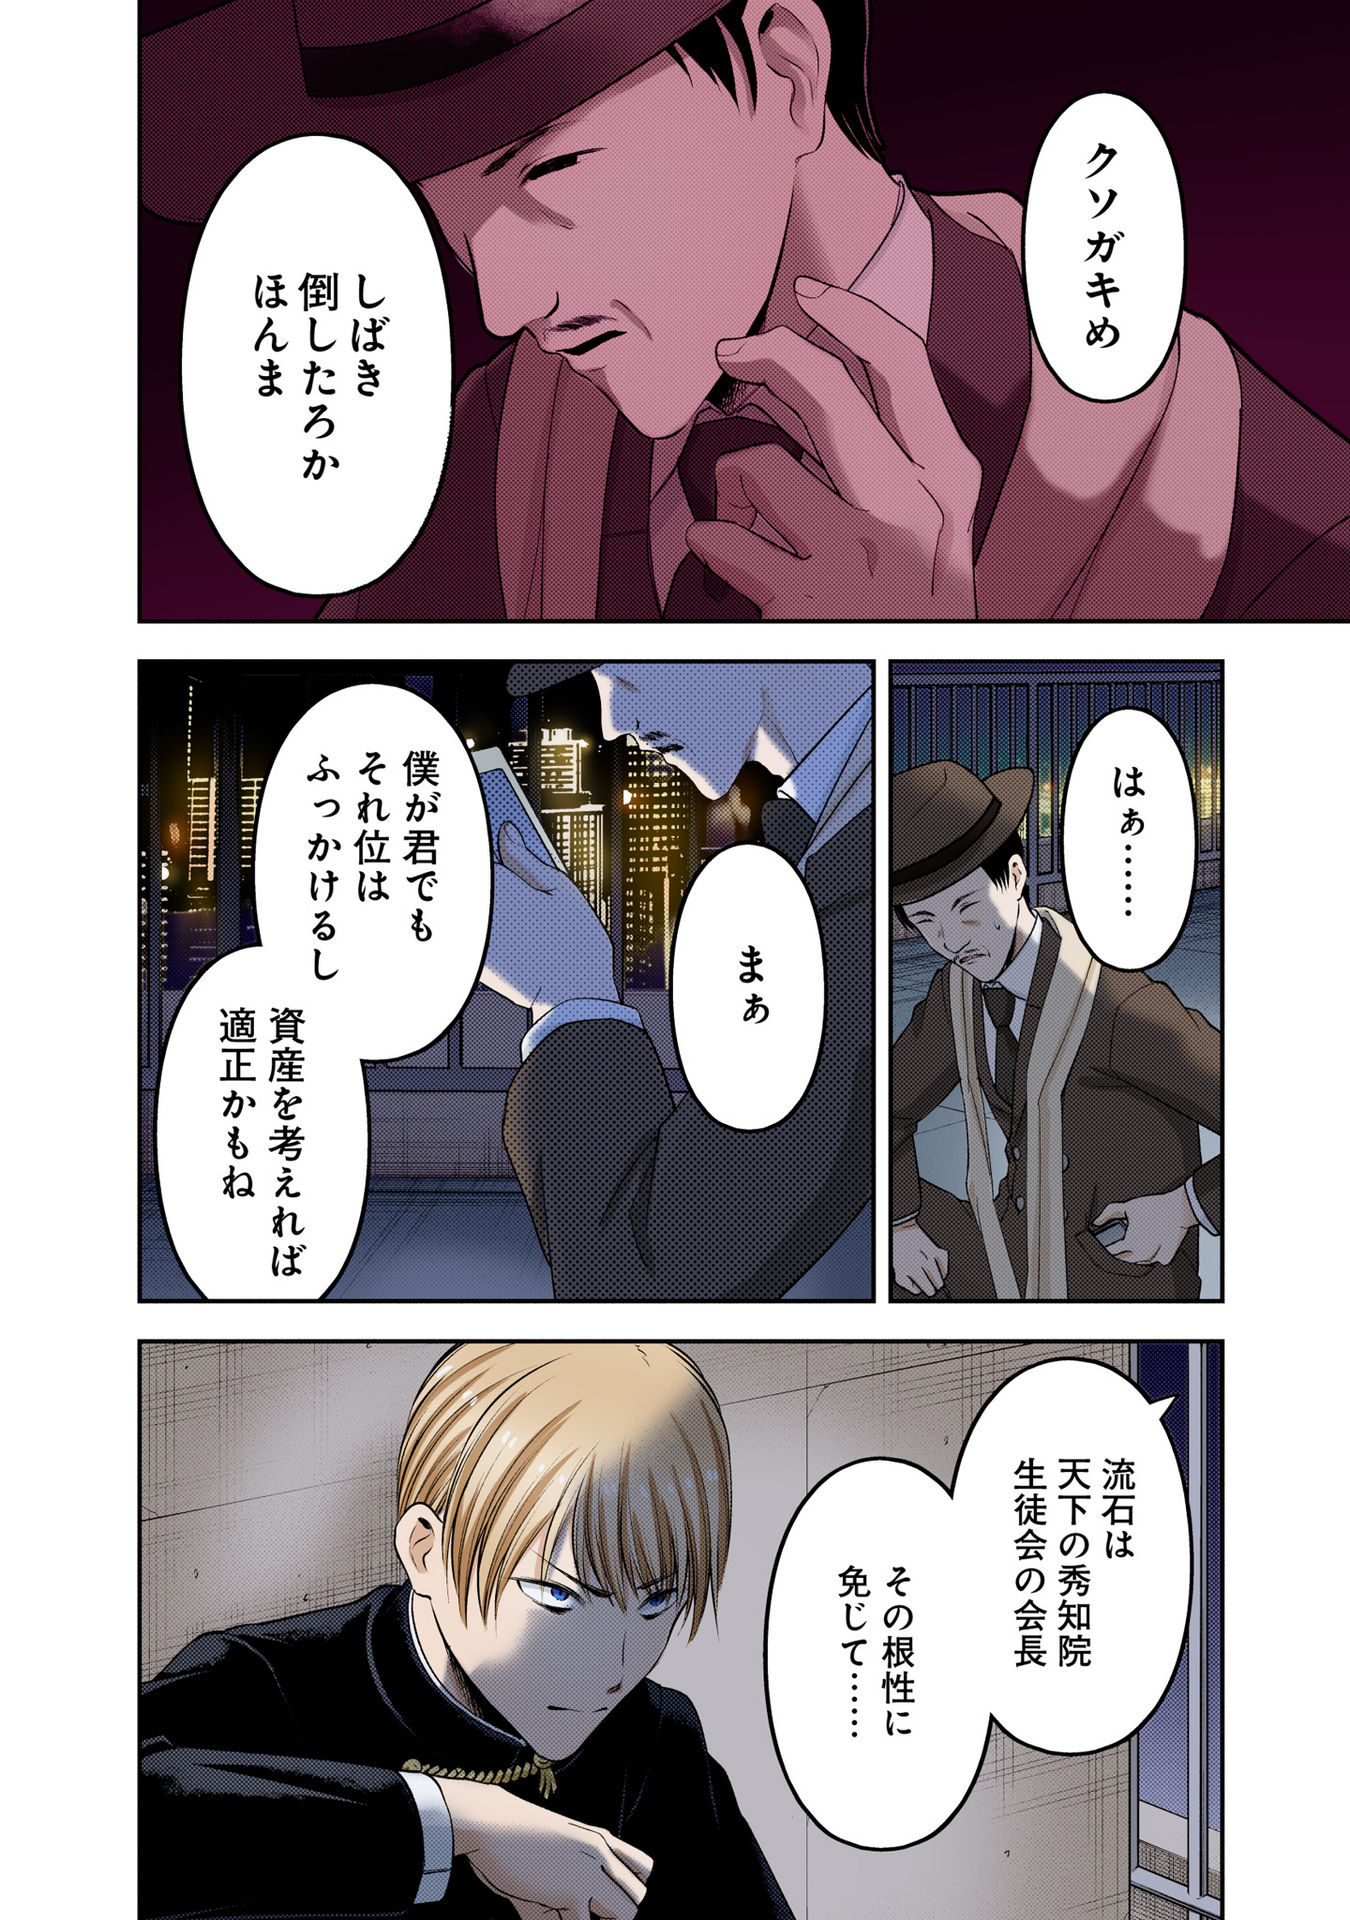 クソガキめ
しばき
倒したろか
ほんま
はぁ……
まぁ
僕が君でも
それ位は
ふっかけるし
資産を考えれば
適正かもね
流石は
天下の秀知院
生徒会の会長
その根性に
免じて……